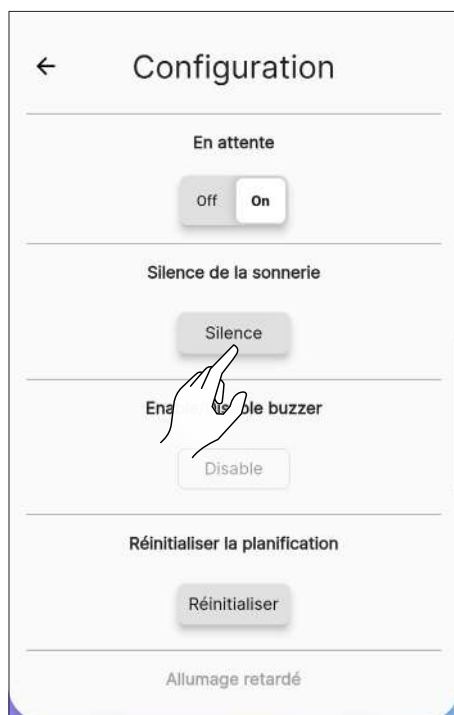 Configuration
En attente
Off On
Silence de la sonnerie
Silence
buzzer
Disable
Réinitialiser la planification
Réinitialiser
Allumage retardé